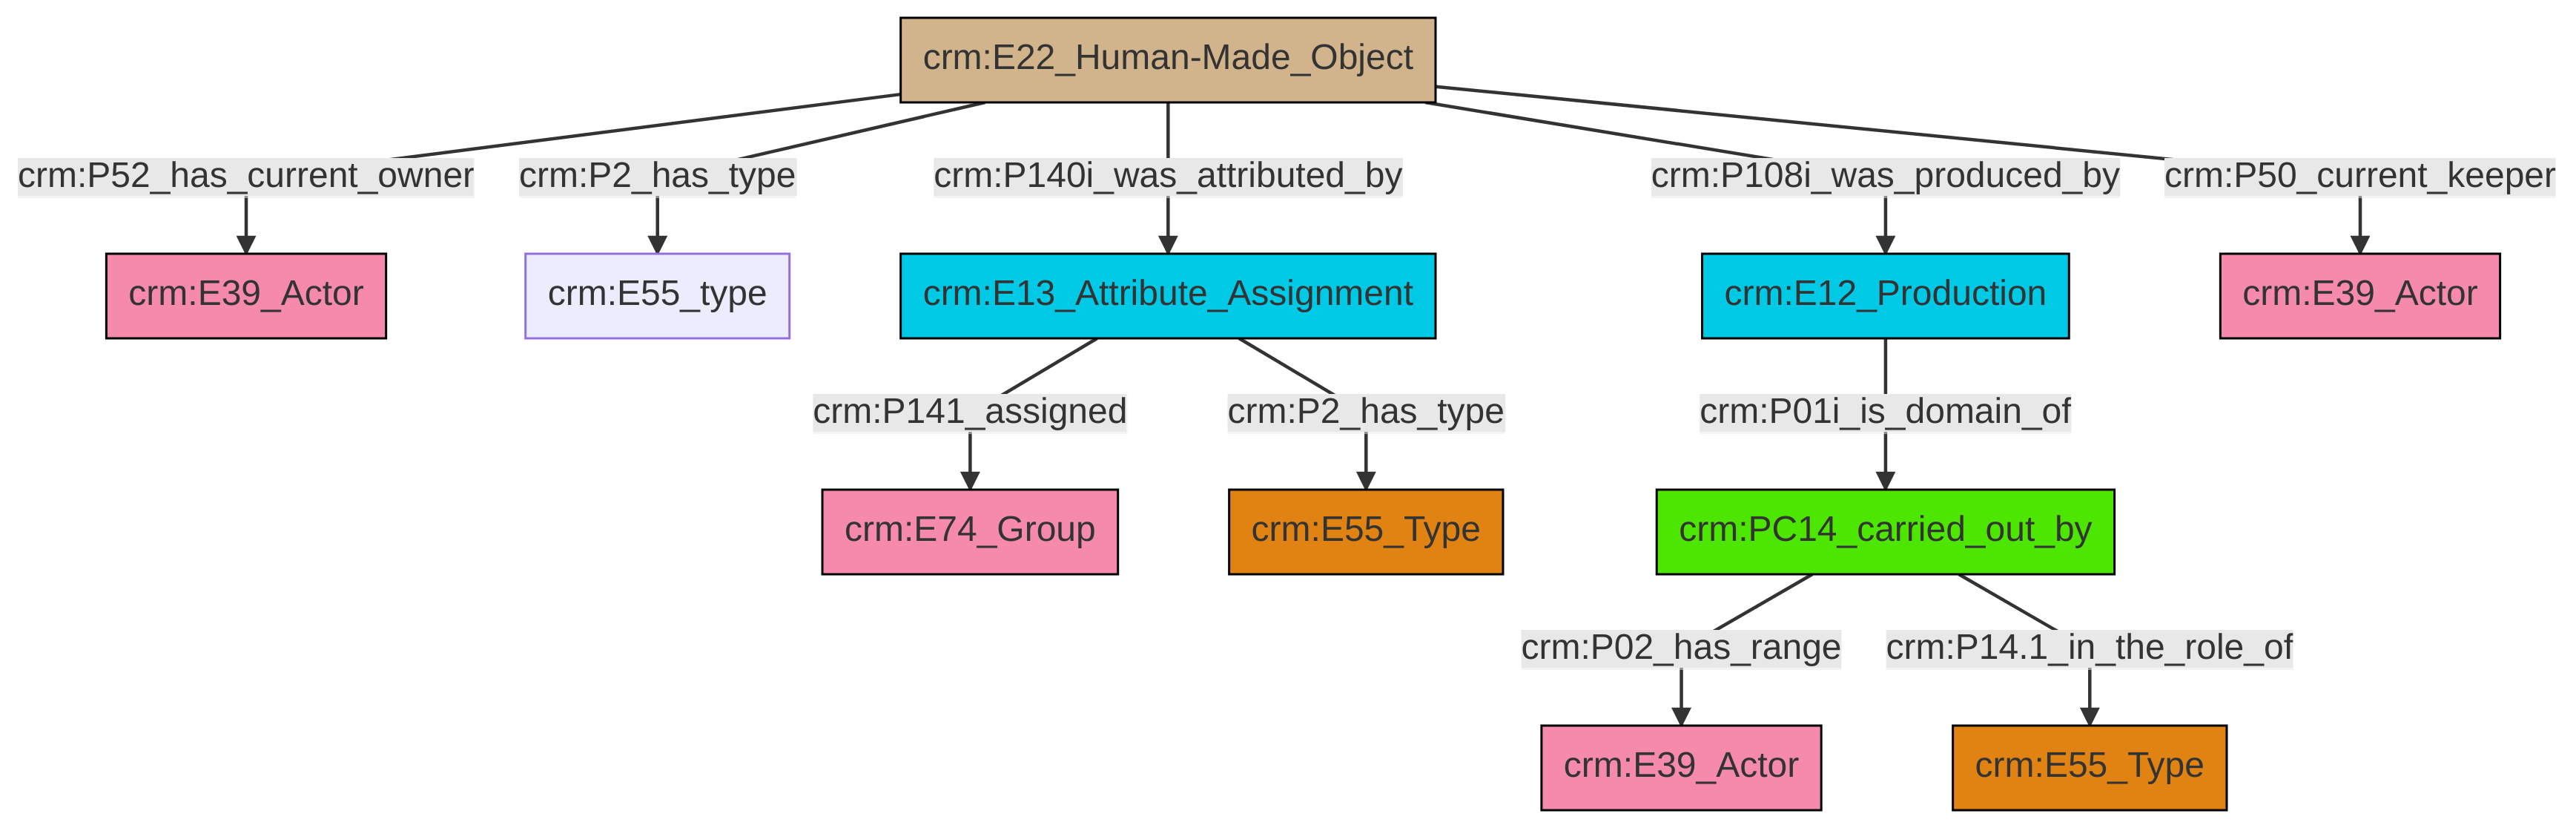 crm:E22_Human-Made_Object
crm:P52_has_current_owner
crm:P2_has_type
crm:P140i_was_attributed_by
crm:P108i_was_produced_by
crm:P50_current_keeper
crm:E39_Actor
crm:E55_type
crm:E13_Attribute_Assignment
crm:E12_Production
crm:E39_Actor
crm:P141_assigned
crm:P2_has_type
crm:P01i_is_domain_of
crm:E74_Group
crm:E55_Type
crm:PC14_carried_out_by
crm:P02_has_range
crm:P14.1_in_the_role_of
crm:E39_Actor
crm:E55_Type